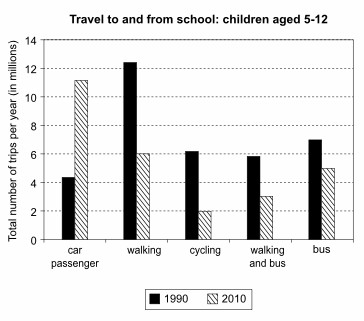 Travel to and from school: children aged 5-12
Total number of trips per year (in millions)
14
12
10
8
6
4
2
0
car
passenger
walking
cycling
walking
and bus
bus
1990
2010